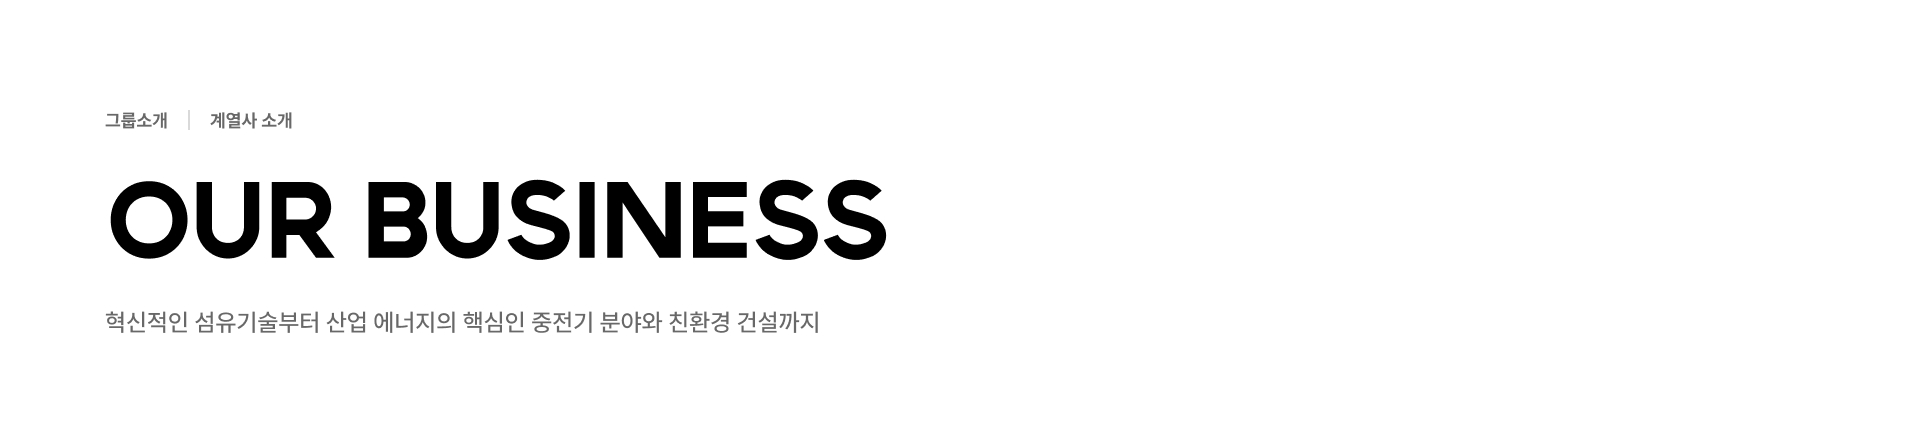 그룹소개 | 계열사 소개
OUR BUSINESS
혁신적인 섬유기술부터 산업 에너지의 핵심인 중전기 분야와 친환경 건설까지